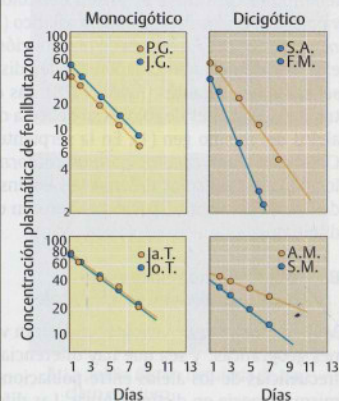 Monocigótico
Dicigótico
Concentración plasmática de fenilbutazona
100
80
60
40
20
10
8
6
4
2
P.G.
J.G.
S.A.
F.M.
100
80
60
40
20
10
Ja.T.
Jo.T.
A.M.
S.M.
1 3 5 7 9 11 13
1 3 5 7 9 11 13
Días
Días